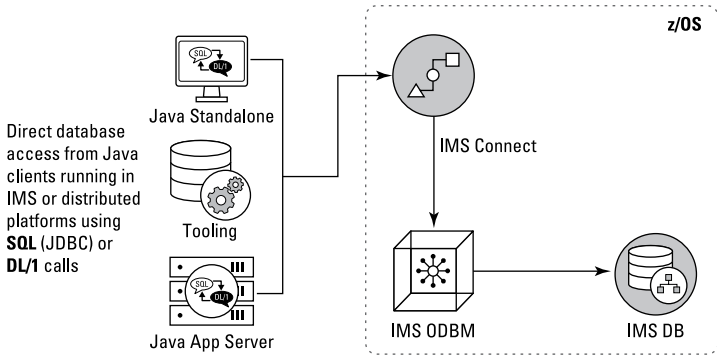 z/OS
SQL
DL/1
Java Standalone
Direct database
access from Java
clients running in
IMS or distributed
platforms using
SQL (JDBC) or
DL/1 calls
Tooling
SQL
DL/1
Java App Server
IMS Connect
IMS ODBM
IMS DB